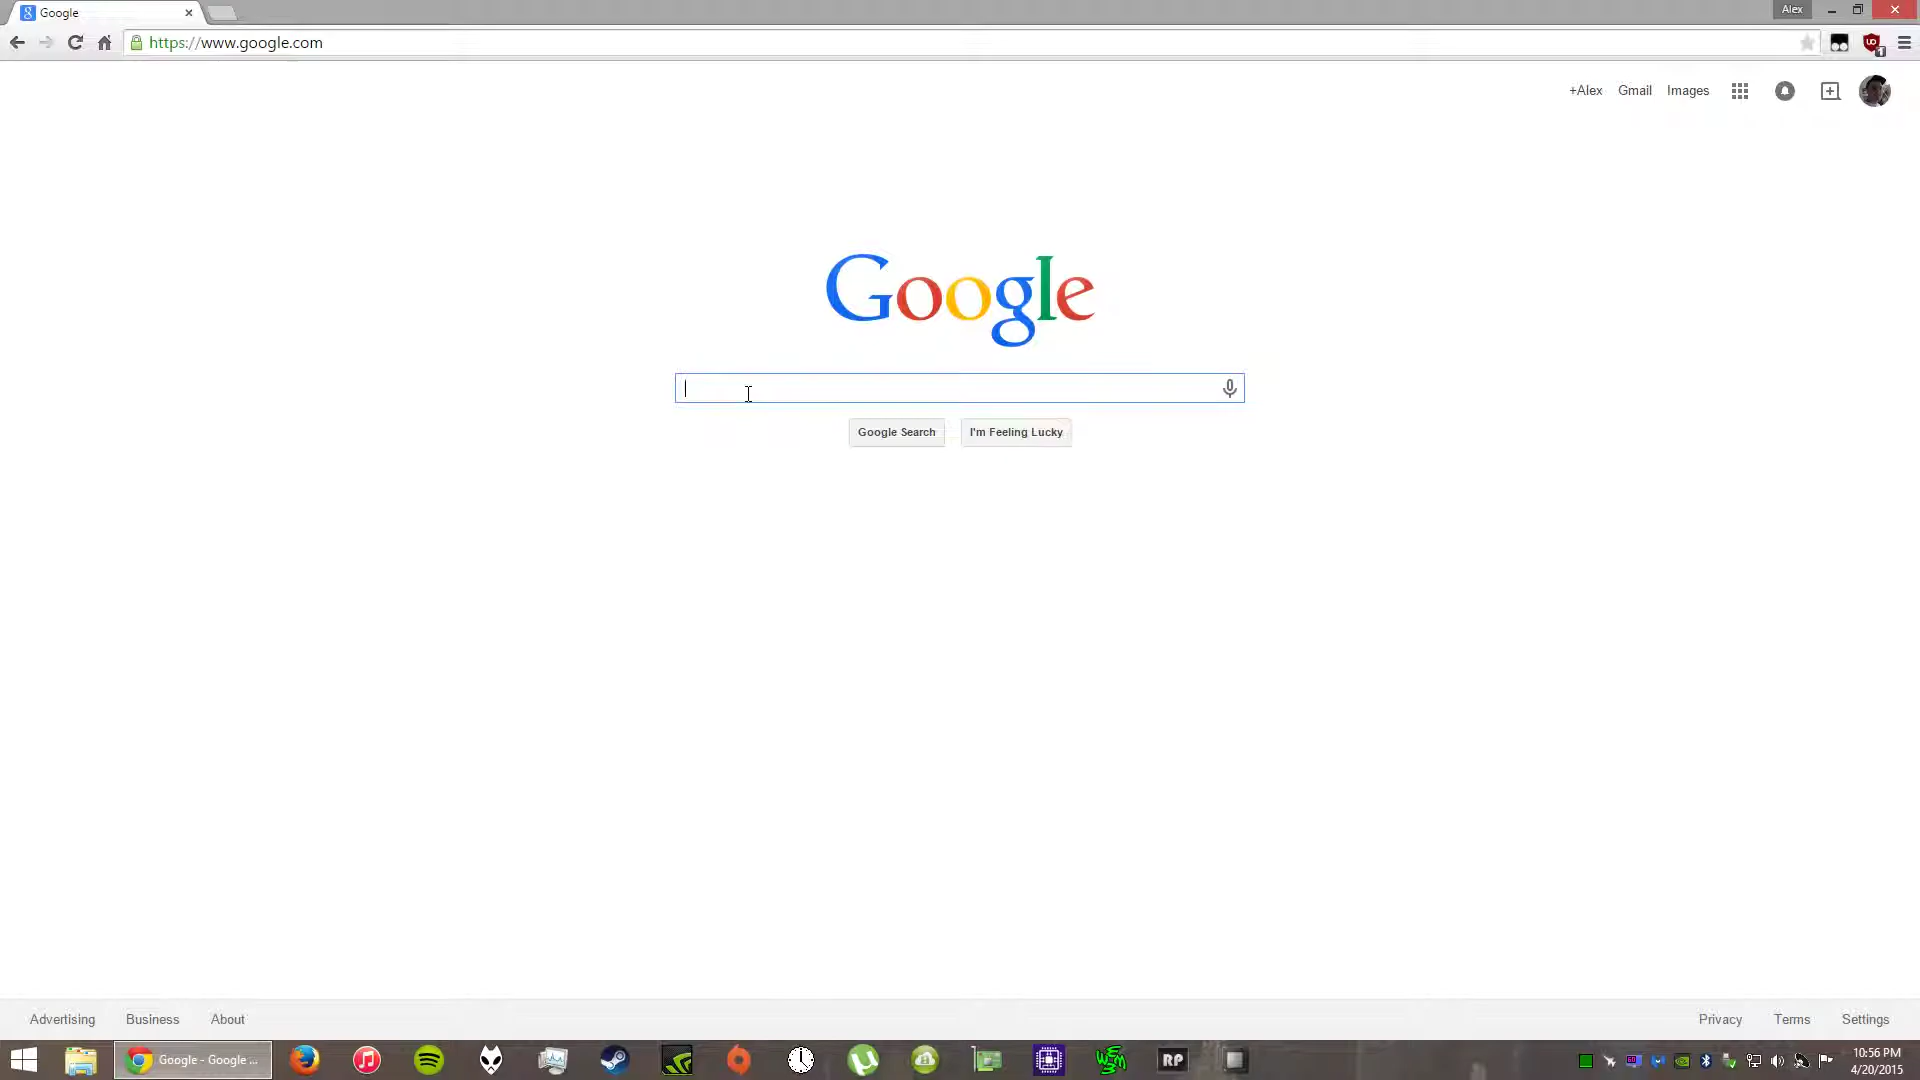 Google
Alex
https://www.google.com
+Alex Gmail Images
Google
Google Search I'm Feeling Lucky
Advertising Business About Privacy Terms Settings
Google - Google ...
RP
10:56 PM
4/20/2015